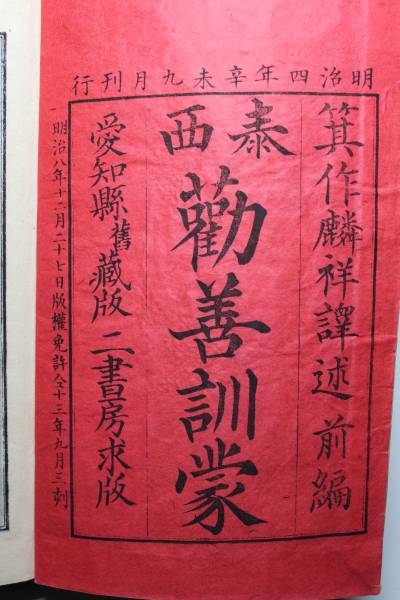 明治四年辛未九月刊行
箕作麟祥譯述前編
泰西
勸善訓蒙
愛知縣舊藏版二書房求版
明治八年十二月二十七日版權免許仝十三年九月三刻